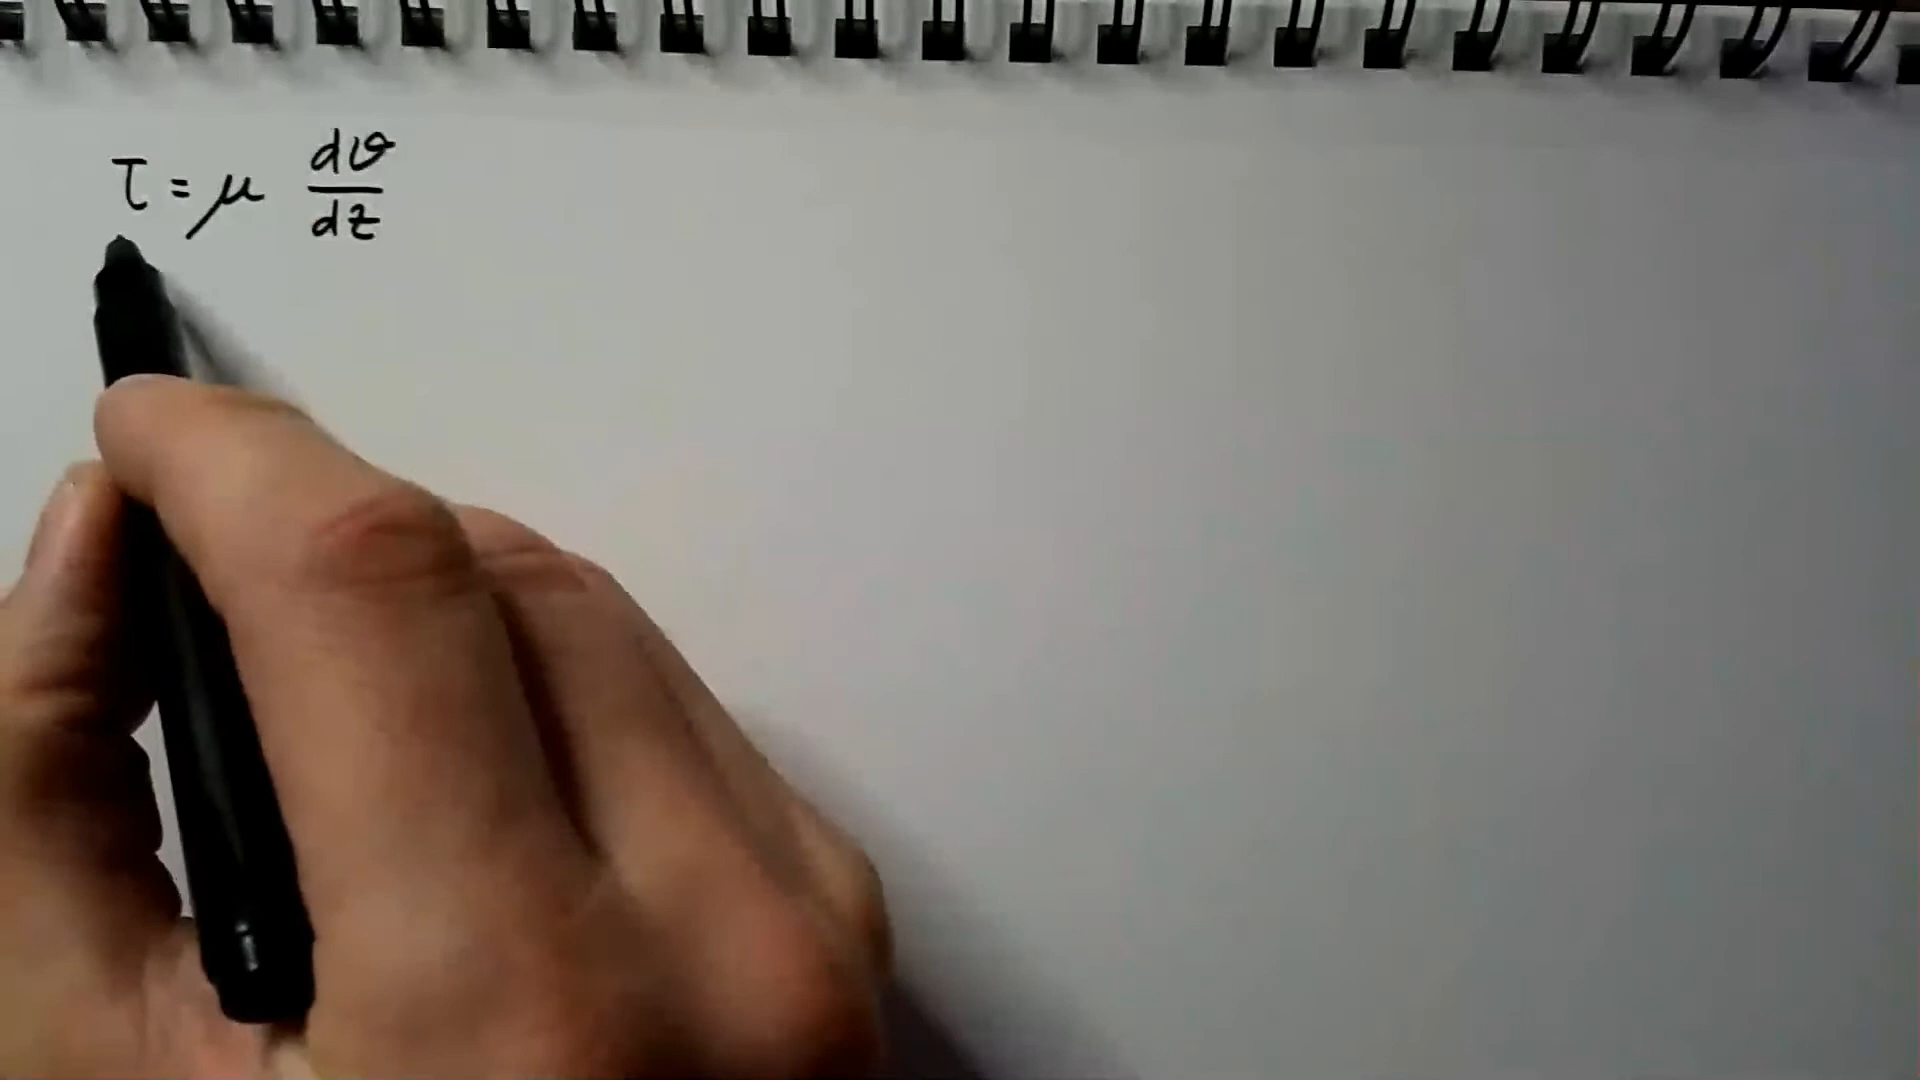 τ = μ dϑ/dz